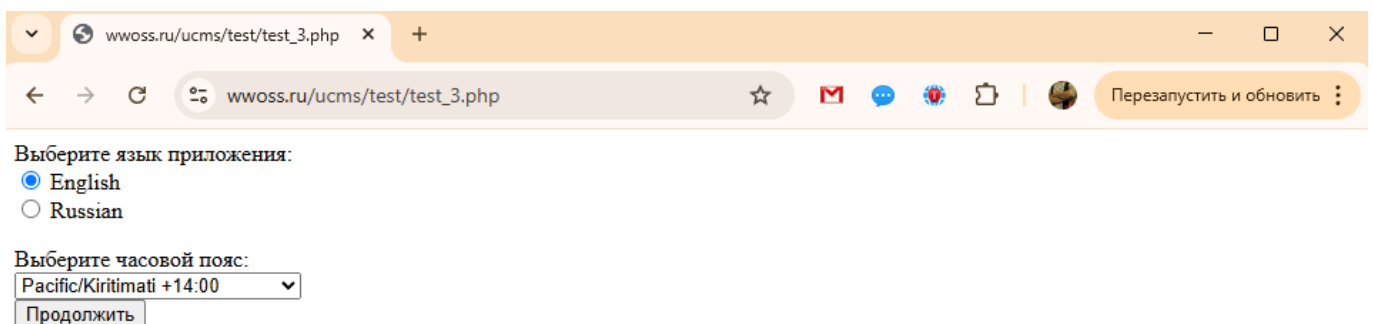 wwoss.ru/ucms/test/test_3.php
wwoss.ru/ucms/test/test_3.php
Перезапустить и обновить
Выберите язык приложения:
English
Russian
Выберите часовой пояс:
Pacific/Kiritimati +14:00
Продолжить